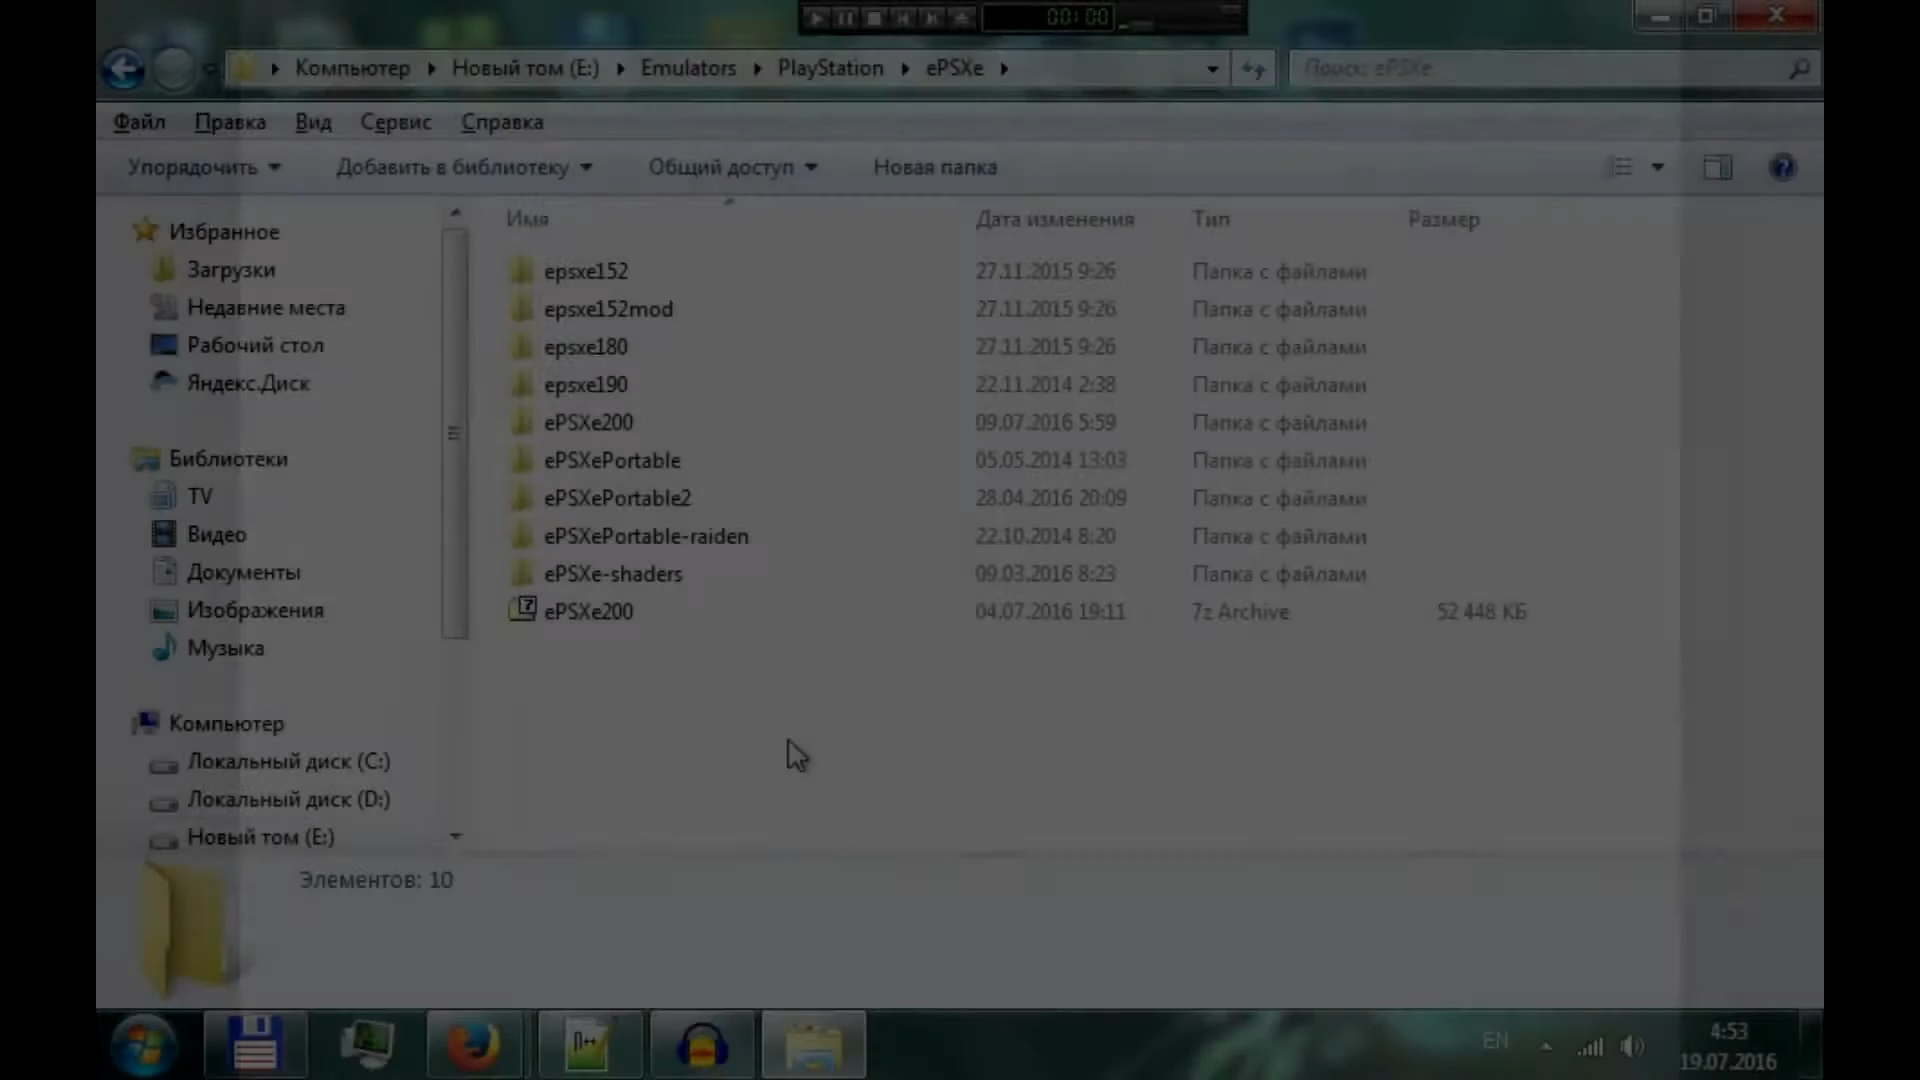 00:00
Компьютер Новый том (E:) Emulators PlayStation ePSXe
Поиск: ePSXe
Файл Правка Вид Сервис Справка
Упорядочить Добавить в библиотеку Общий доступ Новая папка
Избранное
Загрузки
Недавние места
Рабочий стол
Яндекс.Диск
Библиотеки
TV
Видео
Документы
Изображения
Музыка
Компьютер
Локальный диск (C:)
Локальный диск (D:)
Новый том (E:)
Имя Дата изменения Тип Размер
epsxe152 27.11.2015 9:26 Папка с файлами
epsxe152mod 27.11.2015 9:26 Папка с файлами
epsxe180 27.11.2015 9:26 Папка с файлами
epsxe190 22.11.2014 2:38 Папка с файлами
ePSXe200 09.07.2016 5:59 Папка с файлами
ePSXePortable 05.05.2014 13:03 Папка с файлами
ePSXePortable2 28.04.2016 20:09 Папка с файлами
ePSXePortable-raiden 22.10.2014 8:20 Папка с файлами
ePSXe-shaders 09.03.2016 8:23 Папка с файлами
ePSXe200 04.07.2016 19:11 7z Archive 52 448 КБ
Элементов: 10
EN
4:53
19.07.2016